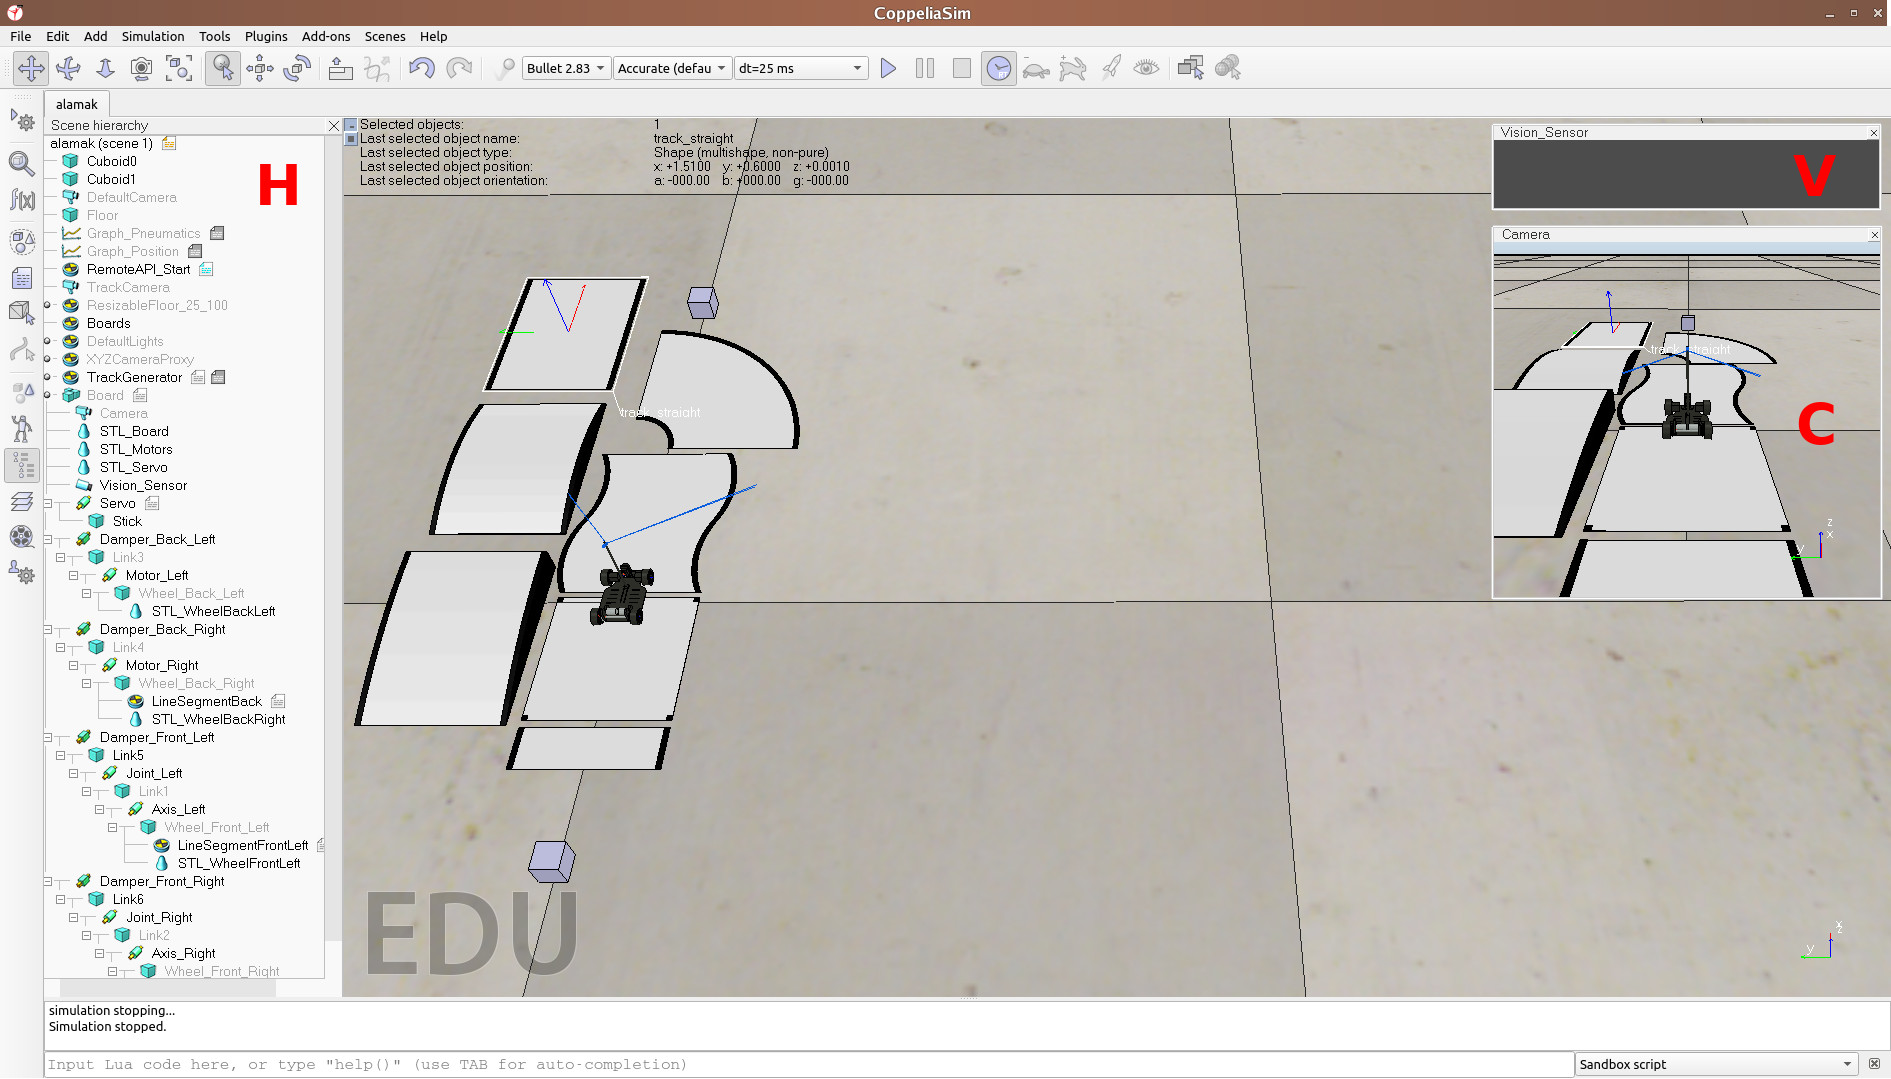 CoppeliaSim
File Edit Add Simulation Tools Plugins Add-ons Scenes Help
Bullet 2.83 Accurate (defau dt=25 ms
RT
alamak
Scene hierarchy
alamak (scene 1)
H
Cuboid0
Cuboid1
DefaultCamera
Floor
Graph_Pneumatics
Graph_Position
RemoteAPI_Start
TrackCamera
ResizableFloor_25_100
Boards
DefaultLights
XYZCameraProxy
TrackGenerator
Board
Camera
STL_Board
STL_Motors
STL_Servo
Vision_Sensor
Servo
Stick
Damper_Back_Left
Link3
Motor_Left
Wheel_Back_Left
STL_WheelBackLeft
Damper_Back_Right
Link4
Motor_Right
Wheel_Back_Right
LineSegmentBack
STL_WheelBackRight
Damper_Front_Left
Link5
Joint_Left
Link1
Axis_Left
Wheel_Front_Left
LineSegmentFrontLeft
STL_WheelFrontLeft
Damper_Front_Right
Link6
Joint_Right
Link2
Axis_Right
Wheel_Front_Right
Selected objects: 1
Last selected object name: track_straight
Last selected object type: Shape (multishape, non-pure)
Last selected object position: x: +1.5100 y: +0.6000 z: +0.0010
Last selected object orientation: a: -000.00 b: +000.00 g: -000.00
track_straight
Vision_Sensor
V
Camera
track_straight
C
z
x
y
x
z
y
EDU
simulation stopping...
Simulation stopped.
Input Lua code here, or type "help()" (use TAB for auto-completion)
Sandbox script